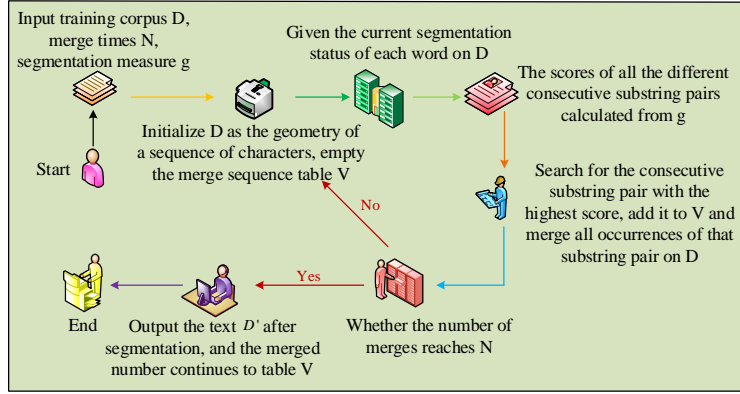 Input training corpus D,
merge times N,
segmentation measure g
Given the current segmentation
status of each word on D
The scores of all the different
consecutive substring pairs
calculated from g
Start
Initialize D as the geometry of
a sequence of characters, empty
the merge sequence table V
Search for the consecutive
substring pair with the
highest score, add it to V and
merge all occurrences of that
substring pair on D
No
Yes
End
Output the text D' after
segmentation, and the merged
number continues to table V
Whether the number of
merges reaches N